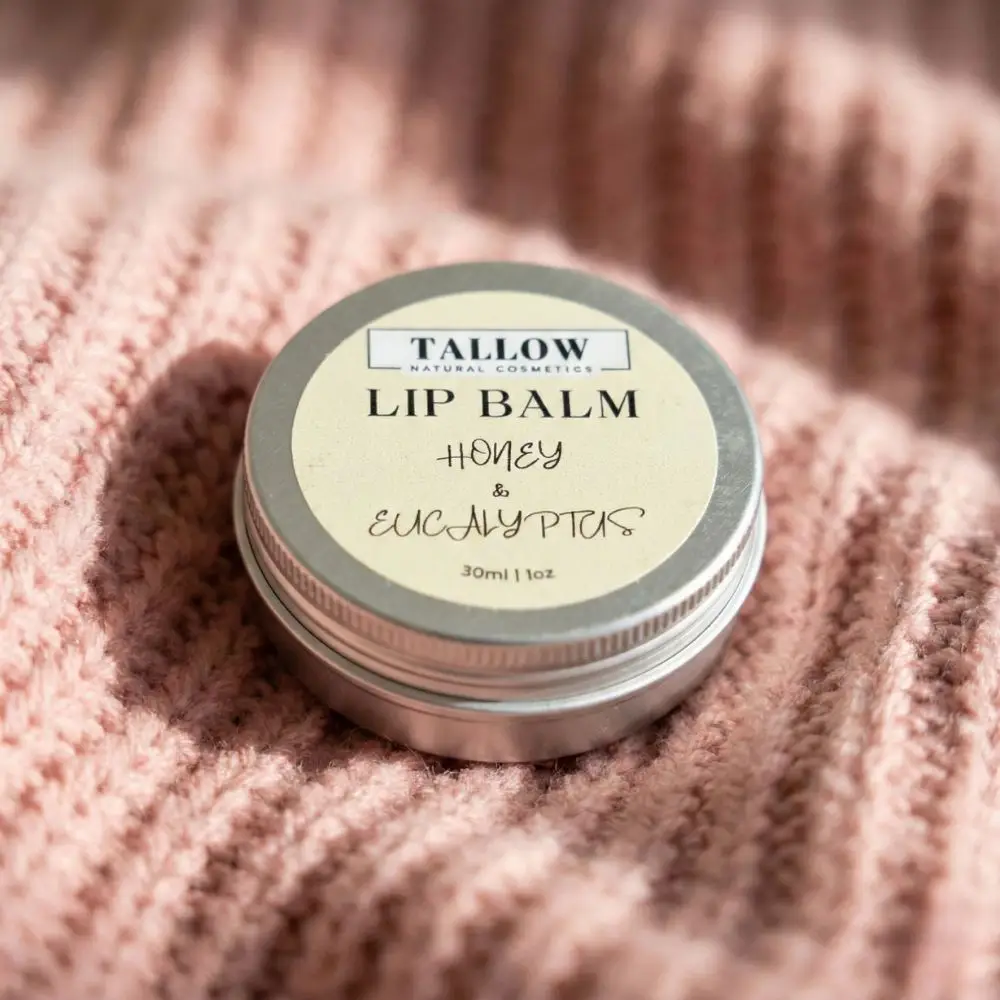 TALLOW
NATURAL COSMETICS
LIP BALM
HONEY
&
EUCALYPTUS
30ml | 1oz